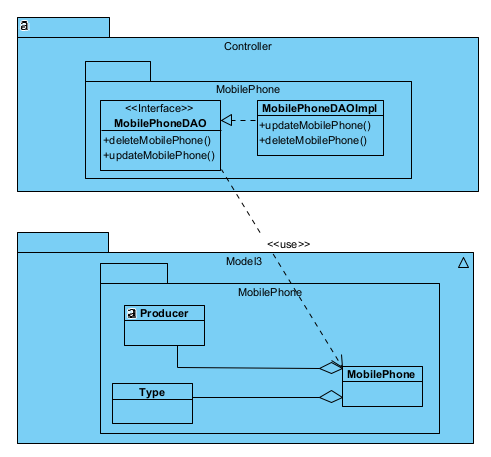 a
Controller
MobilePhone
<<Interface>>
MobilePhoneDAO
+deleteMobilePhone()
+updateMobilePhone()
MobilePhoneDAOImpl
+updateMobilePhone()
+deleteMobilePhone()
<<use>>
Model3
MobilePhone
a Producer
MobilePhone
Type